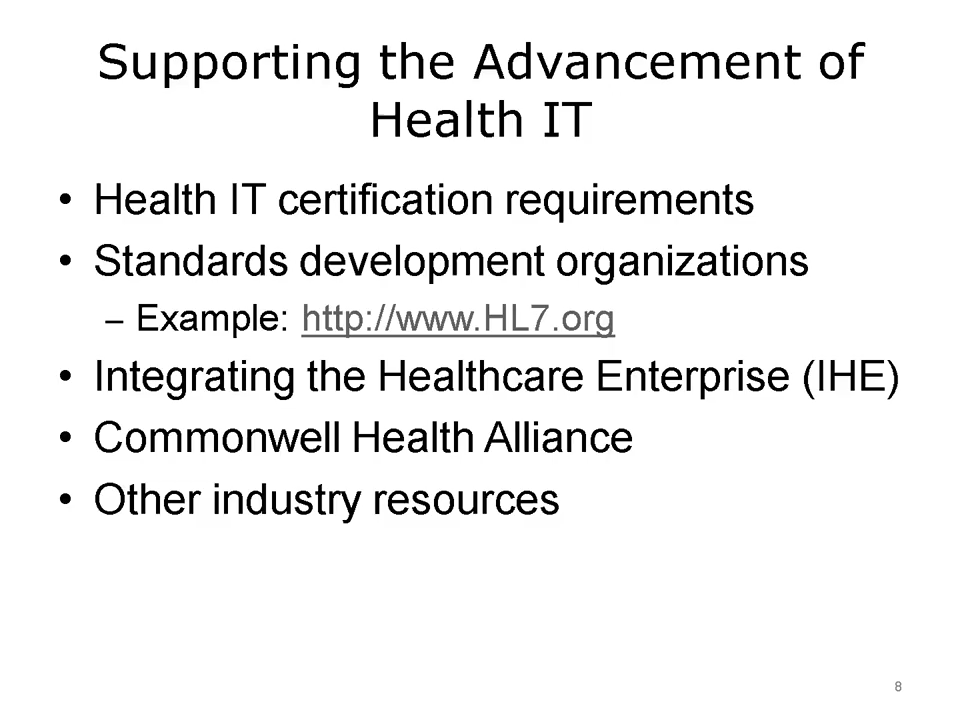 Supporting the Advancement of
Health IT
• Health IT certification requirements
• Standards development organizations
– Example: http://www.HL7.org
• Integrating the Healthcare Enterprise (IHE)
• Commonwell Health Alliance
• Other industry resources
8